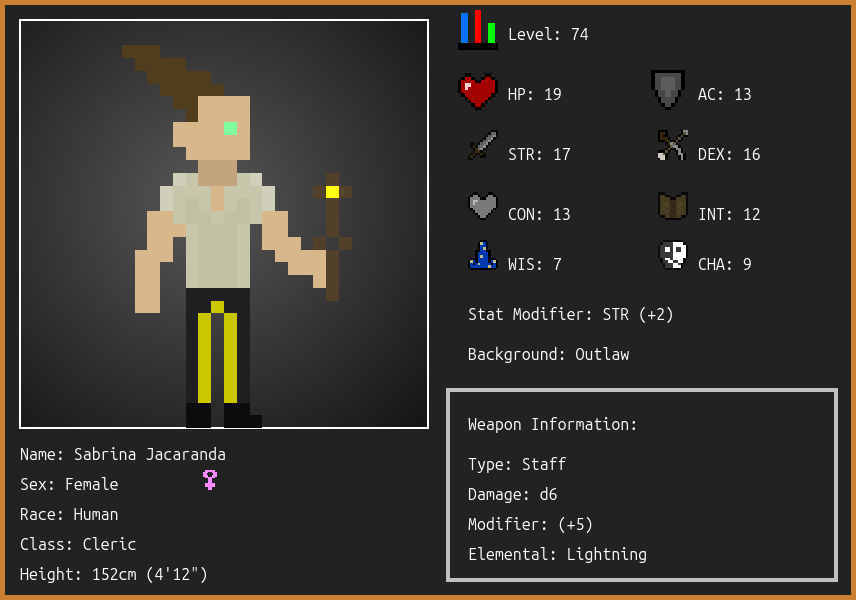 Level: 74
HP: 19
AC: 13
STR: 17
DEX: 16
CON: 13
INT: 12
WIS: 7
CHA: 9
Stat Modifier: STR (+2)
Background: Outlaw
Weapon Information:
Type: Staff
Damage: d6
Modifier: (+5)
Elemental: Lightning
Name: Sabrina Jacaranda
Sex: Female
Race: Human
Class: Cleric
Height: 152cm (4'12")